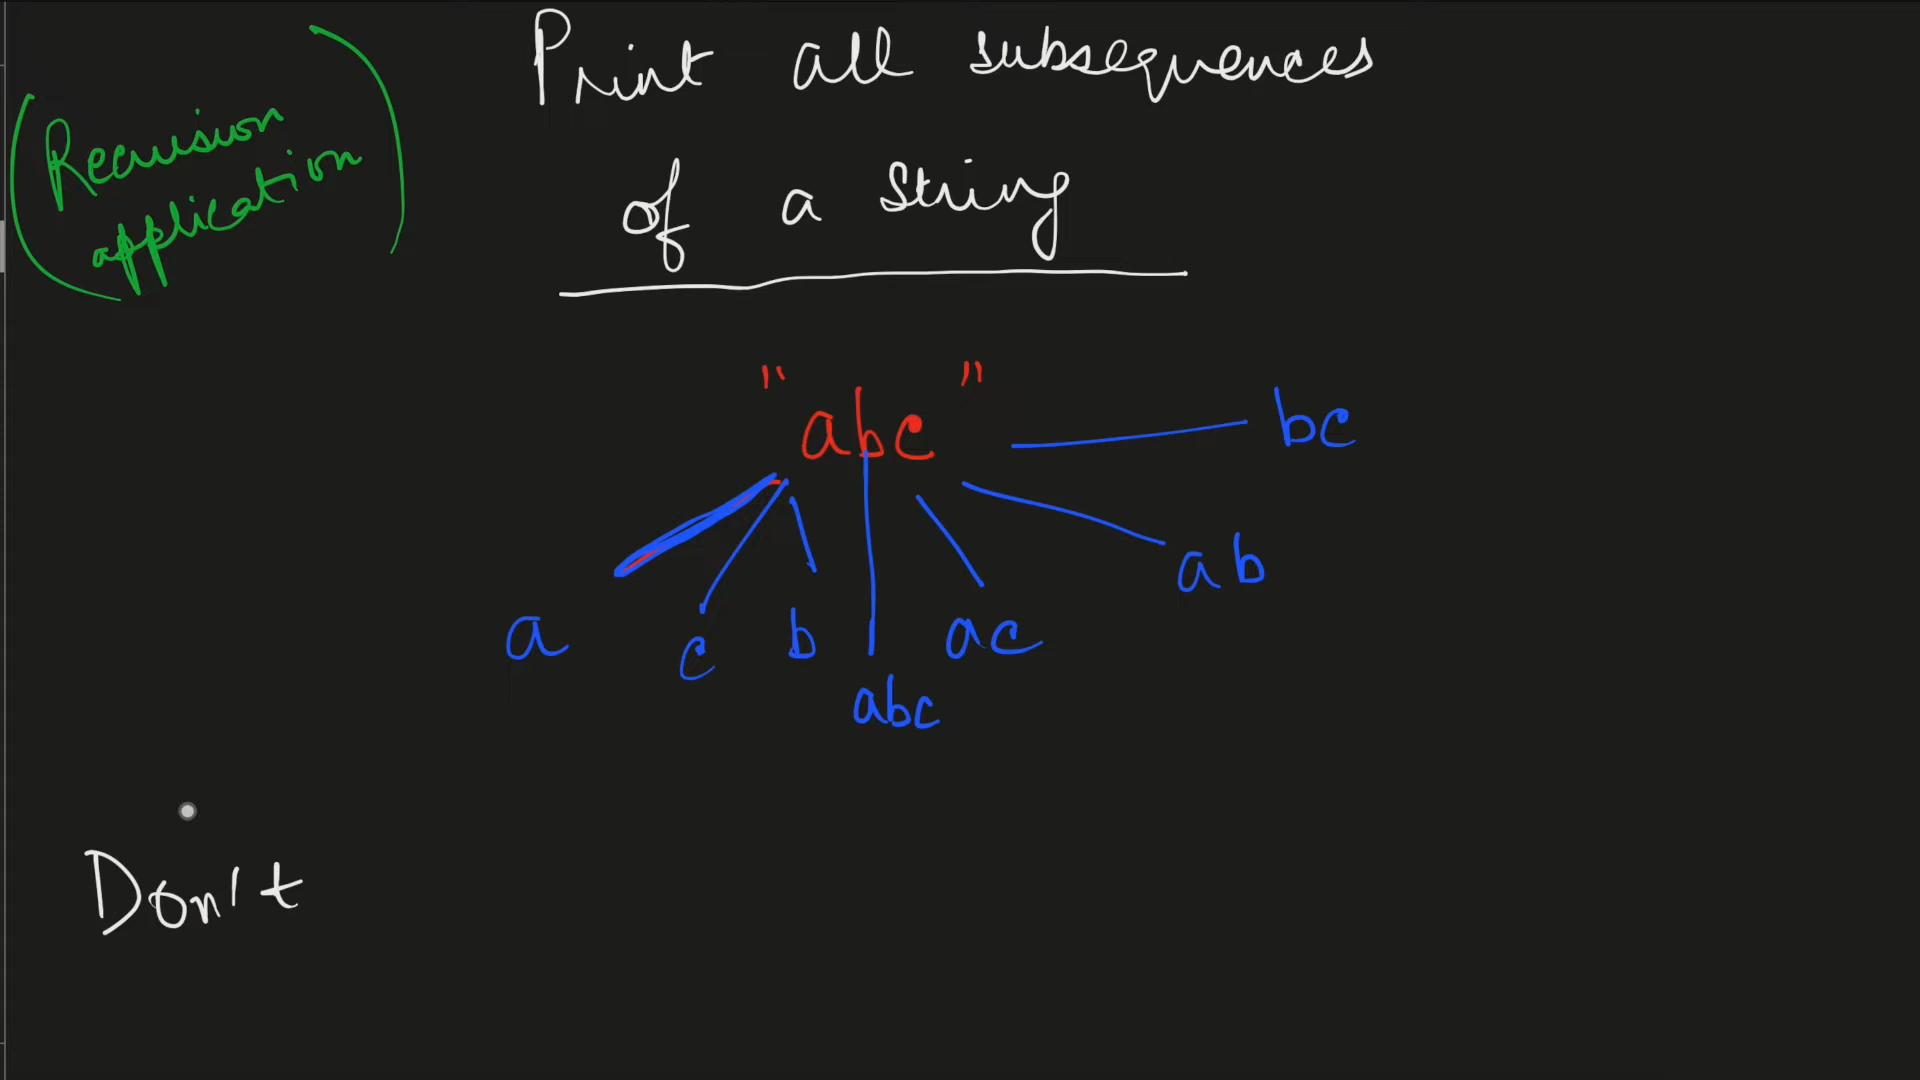 Print all subsequences
of a String
Recursion
application
"abc"
bc
ab
a
c
b
ac
abc
Don't